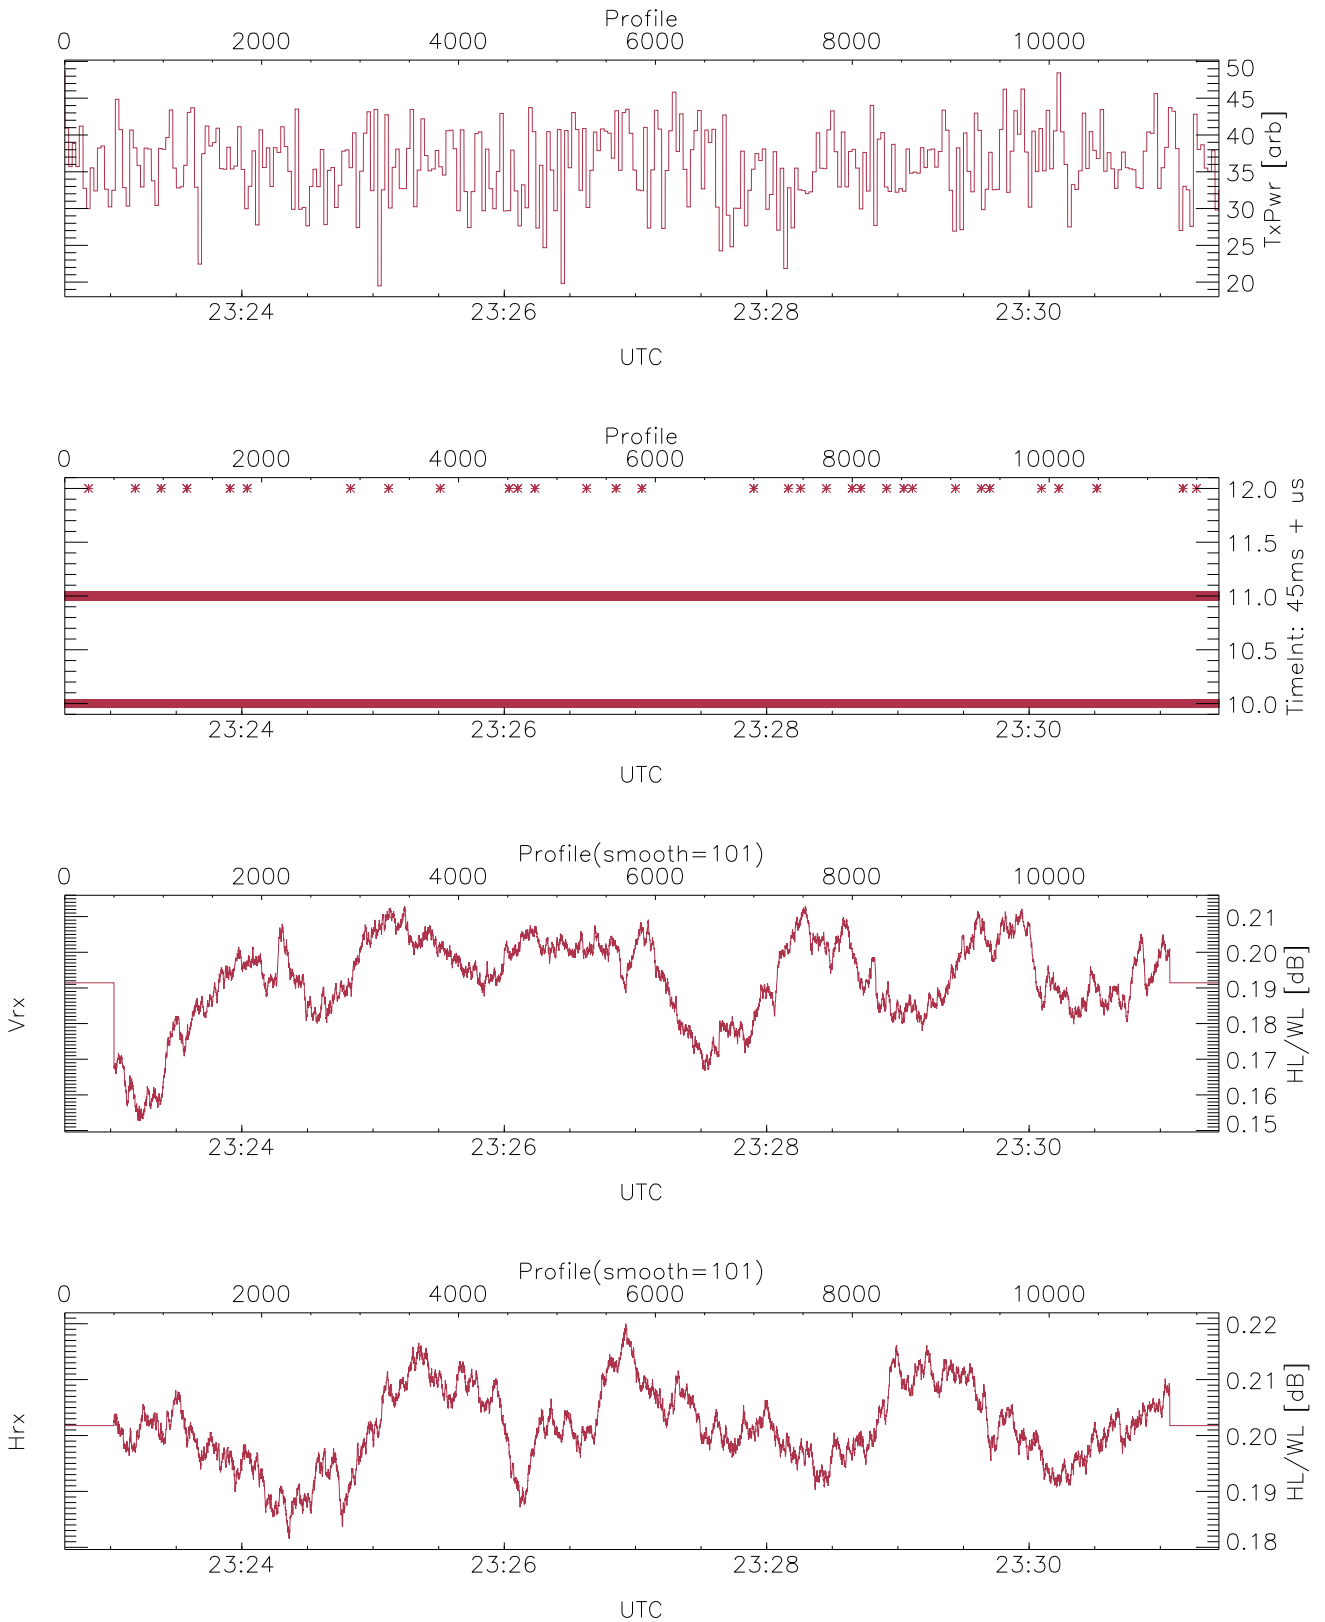 Profile
0 2000 4000 6000 8000 10000
50
45
40
35
30
25
20
TxPwr [arb]
23:24 23:26 23:28 23:30
UTC
Profile
0 2000 4000 6000 8000 10000
12.0
11.5
11.0
10.5
10.0
TimeInt: 45ms + us
23:24 23:26 23:28 23:30
UTC
Profile(smooth=101)
0 2000 4000 6000 8000 10000
Vrx
0.21
0.20
0.19
0.18
0.17
0.16
0.15
HL/WL [dB]
23:24 23:26 23:28 23:30
UTC
Profile(smooth=101)
0 2000 4000 6000 8000 10000
Hrx
0.22
0.21
0.20
0.19
0.18
HL/WL [dB]
23:24 23:26 23:28 23:30
UTC